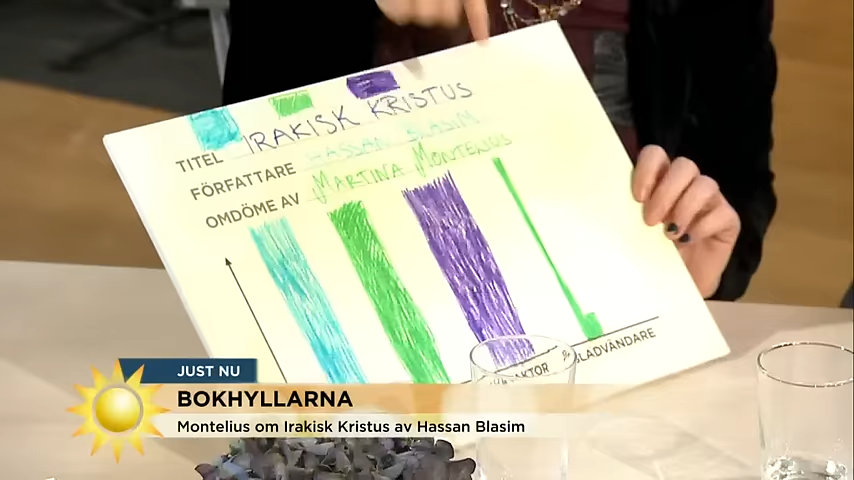 TITEL IRAKISK KRISTUS
FÖRFATTARE HASSAN BLASIM
OMDÖME AV MARTINA MONTELIUS
BLADVÄNDARE
JUST NU
BOKHYLLARNA
Montelius om Irakisk Kristus av Hassan Blasim